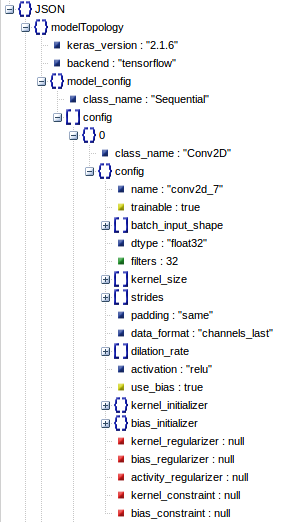 JSON
modelTopology
keras_version : "2.1.6"
backend : "tensorflow"
model_config
class_name : "Sequential"
config
0
class_name : "Conv2D"
config
name : "conv2d_7"
trainable : true
batch_input_shape
dtype : "float32"
filters : 32
kernel_size
strides
padding : "same"
data_format : "channels_last"
dilation_rate
activation : "relu"
use_bias : true
kernel_initializer
bias_initializer
kernel_regularizer : null
bias_regularizer : null
activity_regularizer : null
kernel_constraint : null
bias_constraint : null